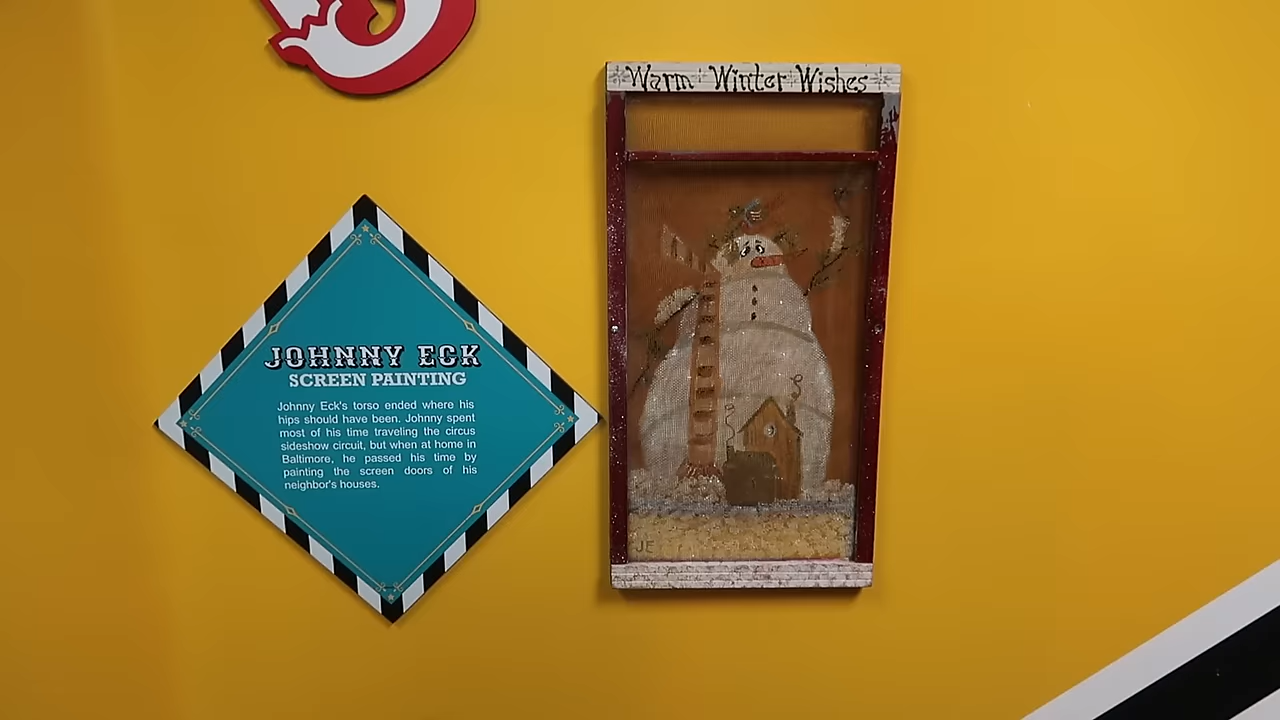 Warm Winter Wishes
JOHNNY ECK
SCREEN PAINTING
Johnny Eck's torso ended where his
hips should have been. Johnny spent
most of his time traveling the circus
sideshow circuit, but when at home in
Baltimore, he passed his time by
painting the screen doors of his
neighbor's houses.
JE